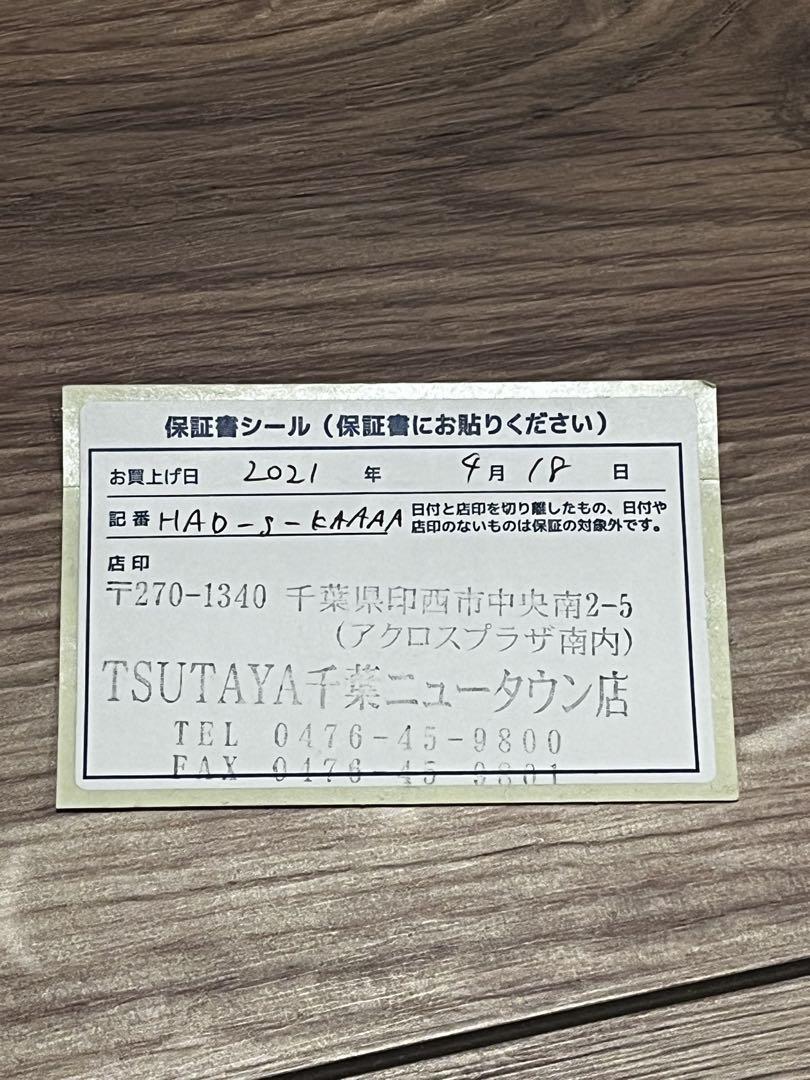 保証書シール（保証書にお貼りください）
お買上げ日 2021 年 4月 18 日
記番 HAD-S-KAAAA
日付と店印を切り離したもの、日付や
店印のないものは保証の対象外です。
店印
〒270-1340 千葉県印西市中央南2-5
(アクロスプラザ南内)
TSUTAYA千葉ニュータウン店
TEL 0476-45-9800
FAX 0476-45-9801